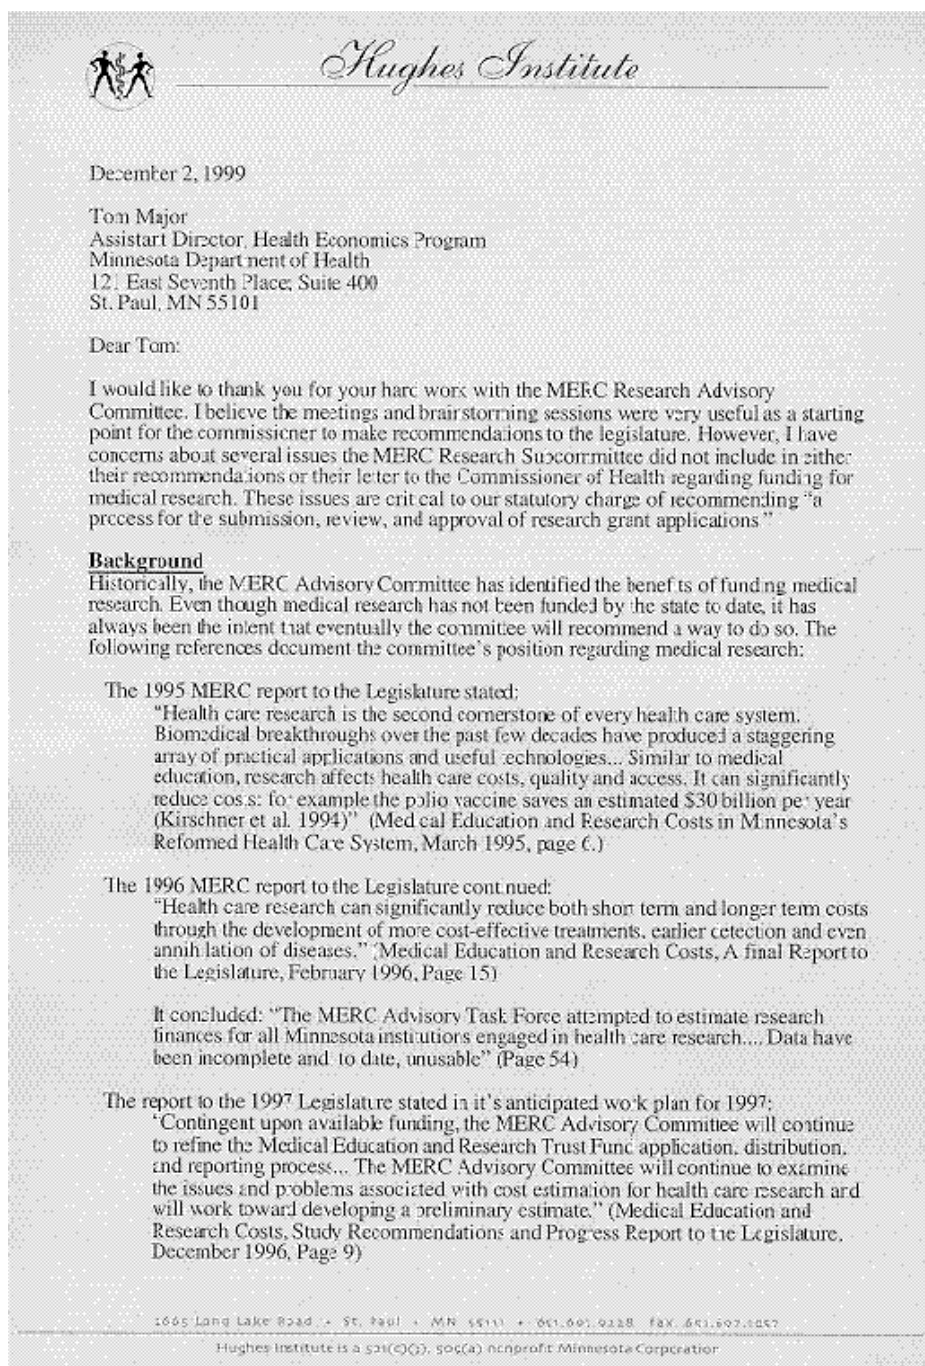 Hughes Institute
December 2, 1999
Tom Major
Assistant Director, Health Economics Program
Minnesota Department of Health
121 East Seventh Place; Suite 400
St. Paul, MN 55101
Dear Tom:
I would like to thank you for your hard work with the MERC Research Advisory
Committee. I believe the meetings and brainstorming sessions were very useful as a starting
point for the commissioner to make recommendations to the legislature. However, I have
concerns about several issues the MERC Research Subcommittee did not include in either
their recommendations or their letter to the Commissioner of Health regarding funding for
medical research. These issues are critical to our statutory charge of recommending "a
process for the submission, review, and approval of research grant applications."
Background
Historically, the MERC Advisory Committee has identified the benefits of funding medical
research. Even though medical research has not been funded by the state to date, it has
always been the intent that eventually the committee will recommend a way to do so. The
following references document the committee's position regarding medical research:
The 1995 MERC report to the Legislature stated:
"Health care research is the second cornerstone of every health care system.
Biomedical breakthroughs over the past few decades have produced a staggering
array of practical applications and useful technologies... Similar to medical
education, research affects health care costs, quality and access. It can significantly
reduce costs: for example the polio vaccine saves an estimated $30 billion per year
(Kirschner et al. 1994)" (Medical Education and Research Costs in Minnesota's
Reformed Health Care System, March 1995, page 6.)
The 1996 MERC report to the Legislature continued:
"Health care research can significantly reduce both short term and longer term costs
through the development of more cost-effective treatments, earlier detection and even
annihilation of diseases." (Medical Education and Research Costs, A final Report to
the Legislature, February 1996, Page 15)
It concluded: "The MERC Advisory Task Force attempted to estimate research
finances for all Minnesota institutions engaged in health care research.... Data have
been incomplete and, to date, unusable" (Page 54)
The report to the 1997 Legislature stated in it's anticipated work plan for 1997:
"Contingent upon available funding, the MERC Advisory Committee will continue
to refine the Medical Education and Research Trust Fund application, distribution,
and reporting process... The MERC Advisory Committee will continue to examine
the issues and problems associated with cost estimation for health care research and
will work toward developing a preliminary estimate." (Medical Education and
Research Costs, Study Recommendations and Progress Report to the Legislature,
December 1996, Page 9)
1665 Long Lake Road • St. Paul • MN • 651.697.9228 fax.
Hughes Institute is a 501(c)(3), 509(a) nonprofit Minnesota Corporation